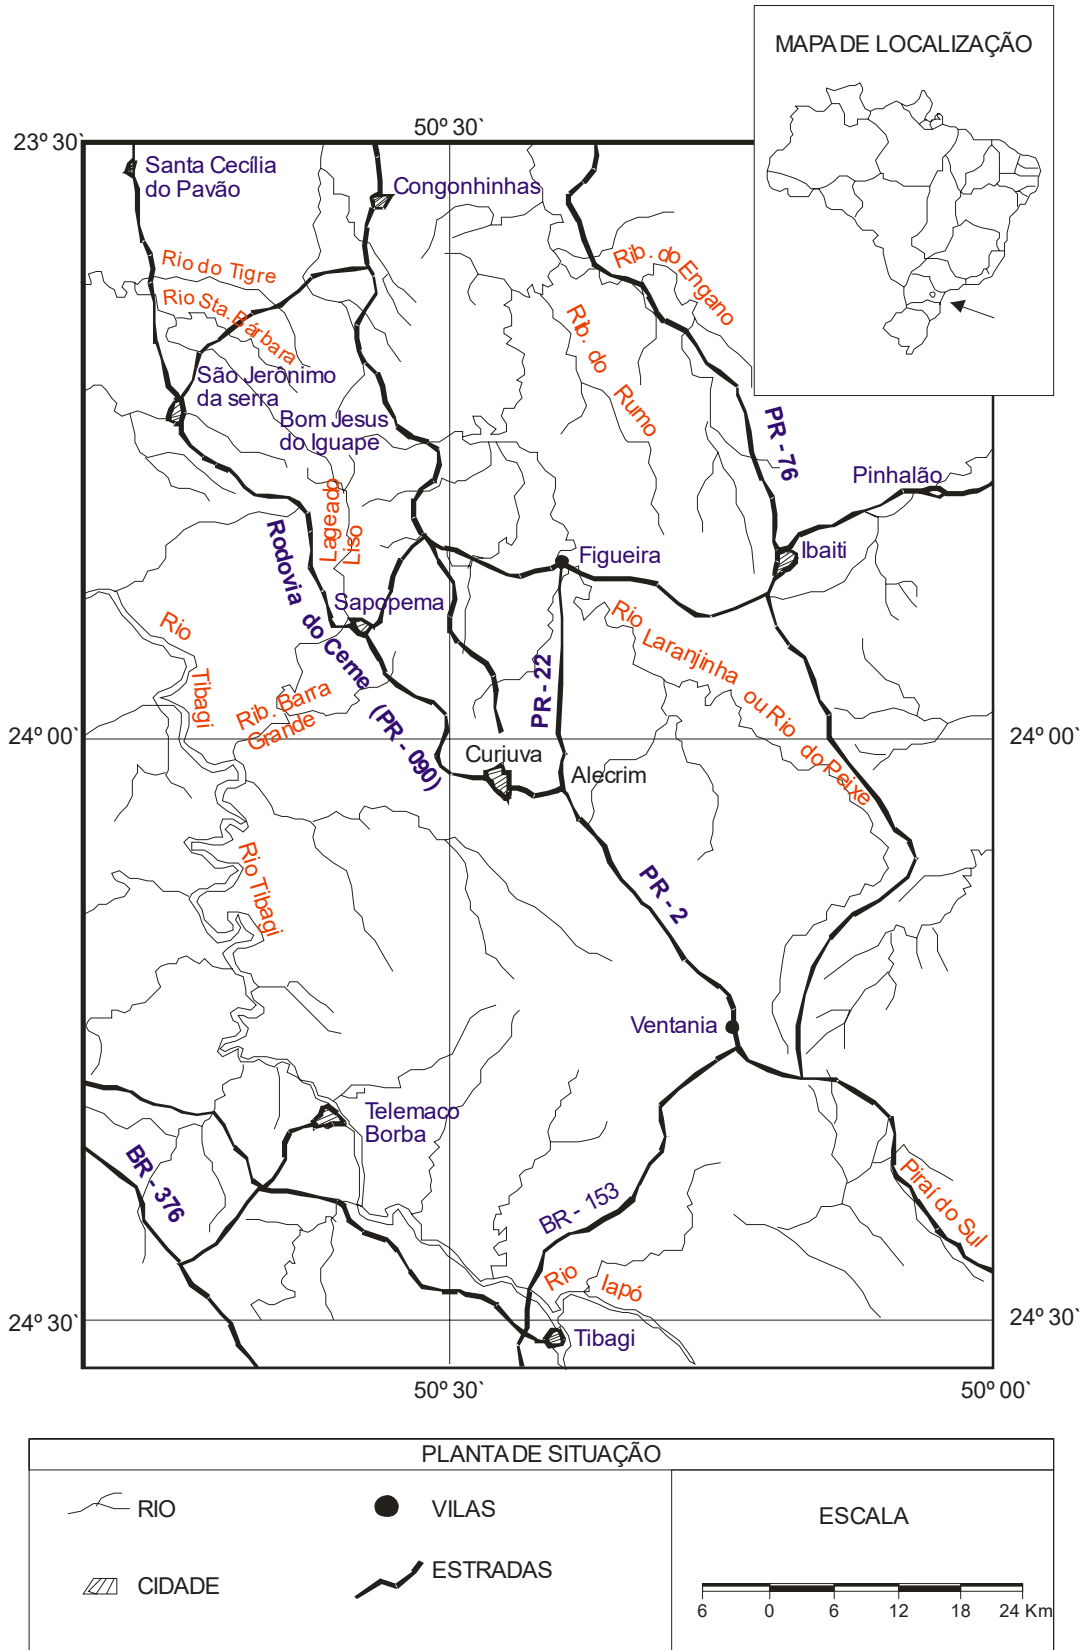 MAPA DE LOCALIZAÇÃO
50º 30`
23º 30`
Santa Cecília
do Pavão
Congonhinhas
Rio do Tigre
Rib. do Engano
Rio Sta. Bárbara
Rib. do Rumo
São Jerônimo
da serra
Bom Jesus
do Iguape
PR - 76
Pinhalão
Lageado
Liso
Rodovia do Cerne (PR - 090)
Figueira
Ibaiti
Sapopema
Rio Tibagi
Rio Laranjinha ou Rio do Peixe
PR - 22
Rib. Barra
Grande
24º 00`
24º 00`
Curiuva
Alecrim
Rio Tibagi
PR - 2
Ventania
Telemaco
Borba
BR - 376
BR - 153
Piraí do Sul
Rio Iapó
24º 30`
24º 30`
Tibagi
50º 30`
50º 00`
PLANTA DE SITUAÇÃO
RIO
VILAS
ESCALA
CIDADE
ESTRADAS
6 0 6 12 18 24 Km